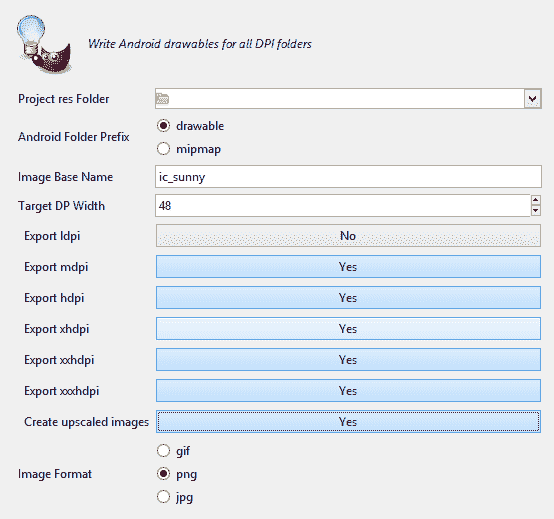 Write Android drawables for all DPI folders
Project res Folder
Android Folder Prefix
drawable
mipmap
Image Base Name
ic_sunny
Target DP Width
48
Export ldpi
No
Export mdpi
Yes
Export hdpi
Yes
Export xhdpi
Yes
Export xxhdpi
Yes
Export xxxhdpi
Yes
Create upscaled images
Yes
Image Format
gif
png
jpg